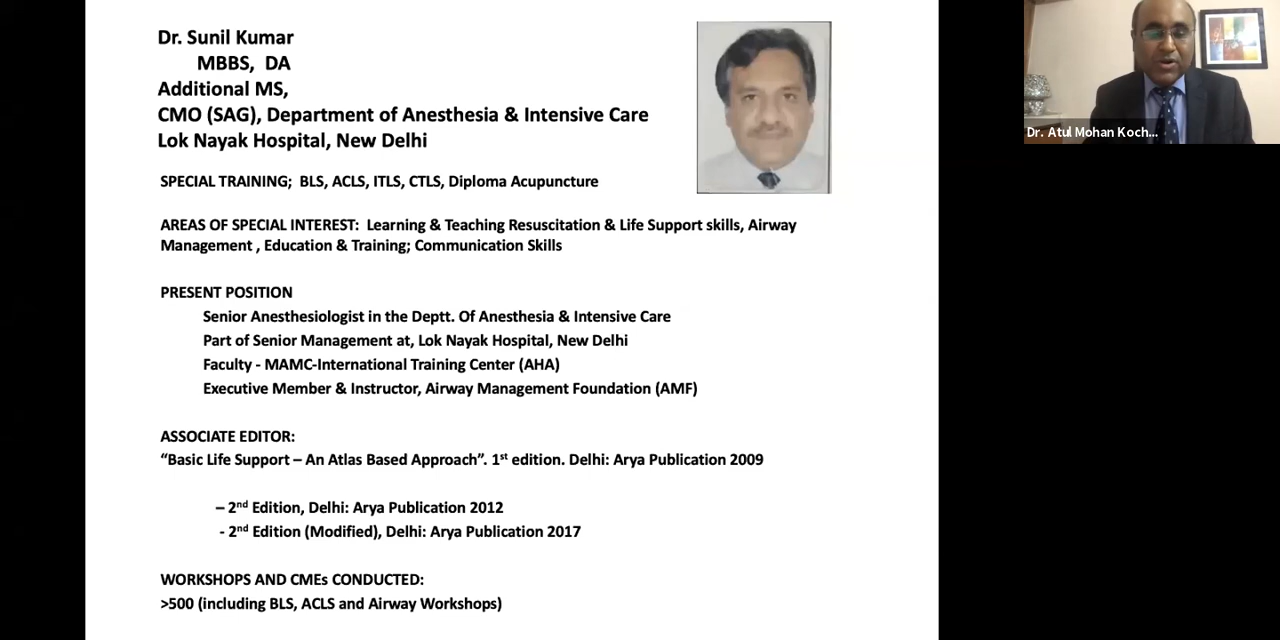 Dr. Sunil Kumar
MBBS, DA
Additional MS,
CMO (SAG), Department of Anesthesia & Intensive Care
Lok Nayak Hospital, New Delhi
SPECIAL TRAINING; BLS, ACLS, ITLS, CTLS, Diploma Acupuncture
AREAS OF SPECIAL INTEREST: Learning & Teaching Resuscitation & Life Support skills, Airway
Management , Education & Training; Communication Skills
PRESENT POSITION
Senior Anesthesiologist in the Deptt. Of Anesthesia & Intensive Care
Part of Senior Management at, Lok Nayak Hospital, New Delhi
Faculty - MAMC-International Training Center (AHA)
Executive Member & Instructor, Airway Management Foundation (AMF)
ASSOCIATE EDITOR:
“Basic Life Support – An Atlas Based Approach”. 1st edition. Delhi: Arya Publication 2009
– 2nd Edition, Delhi: Arya Publication 2012
- 2nd Edition (Modified), Delhi: Arya Publication 2017
WORKSHOPS AND CMEs CONDUCTED:
>500 (including BLS, ACLS and Airway Workshops)
Dr. Atul Mohan Koch...